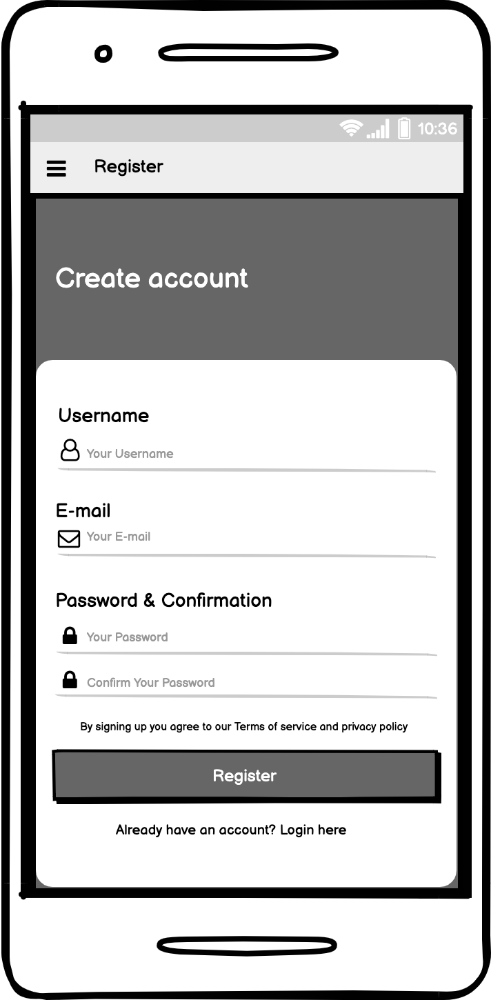 10:36
Register
Create account
Username
Your Username
E-mail
Your E-mail
Password & Confirmation
Your Password
Confirm Your Password
By signing up you agree to our Terms of service and privacy policy
Register
Already have an account? Login here